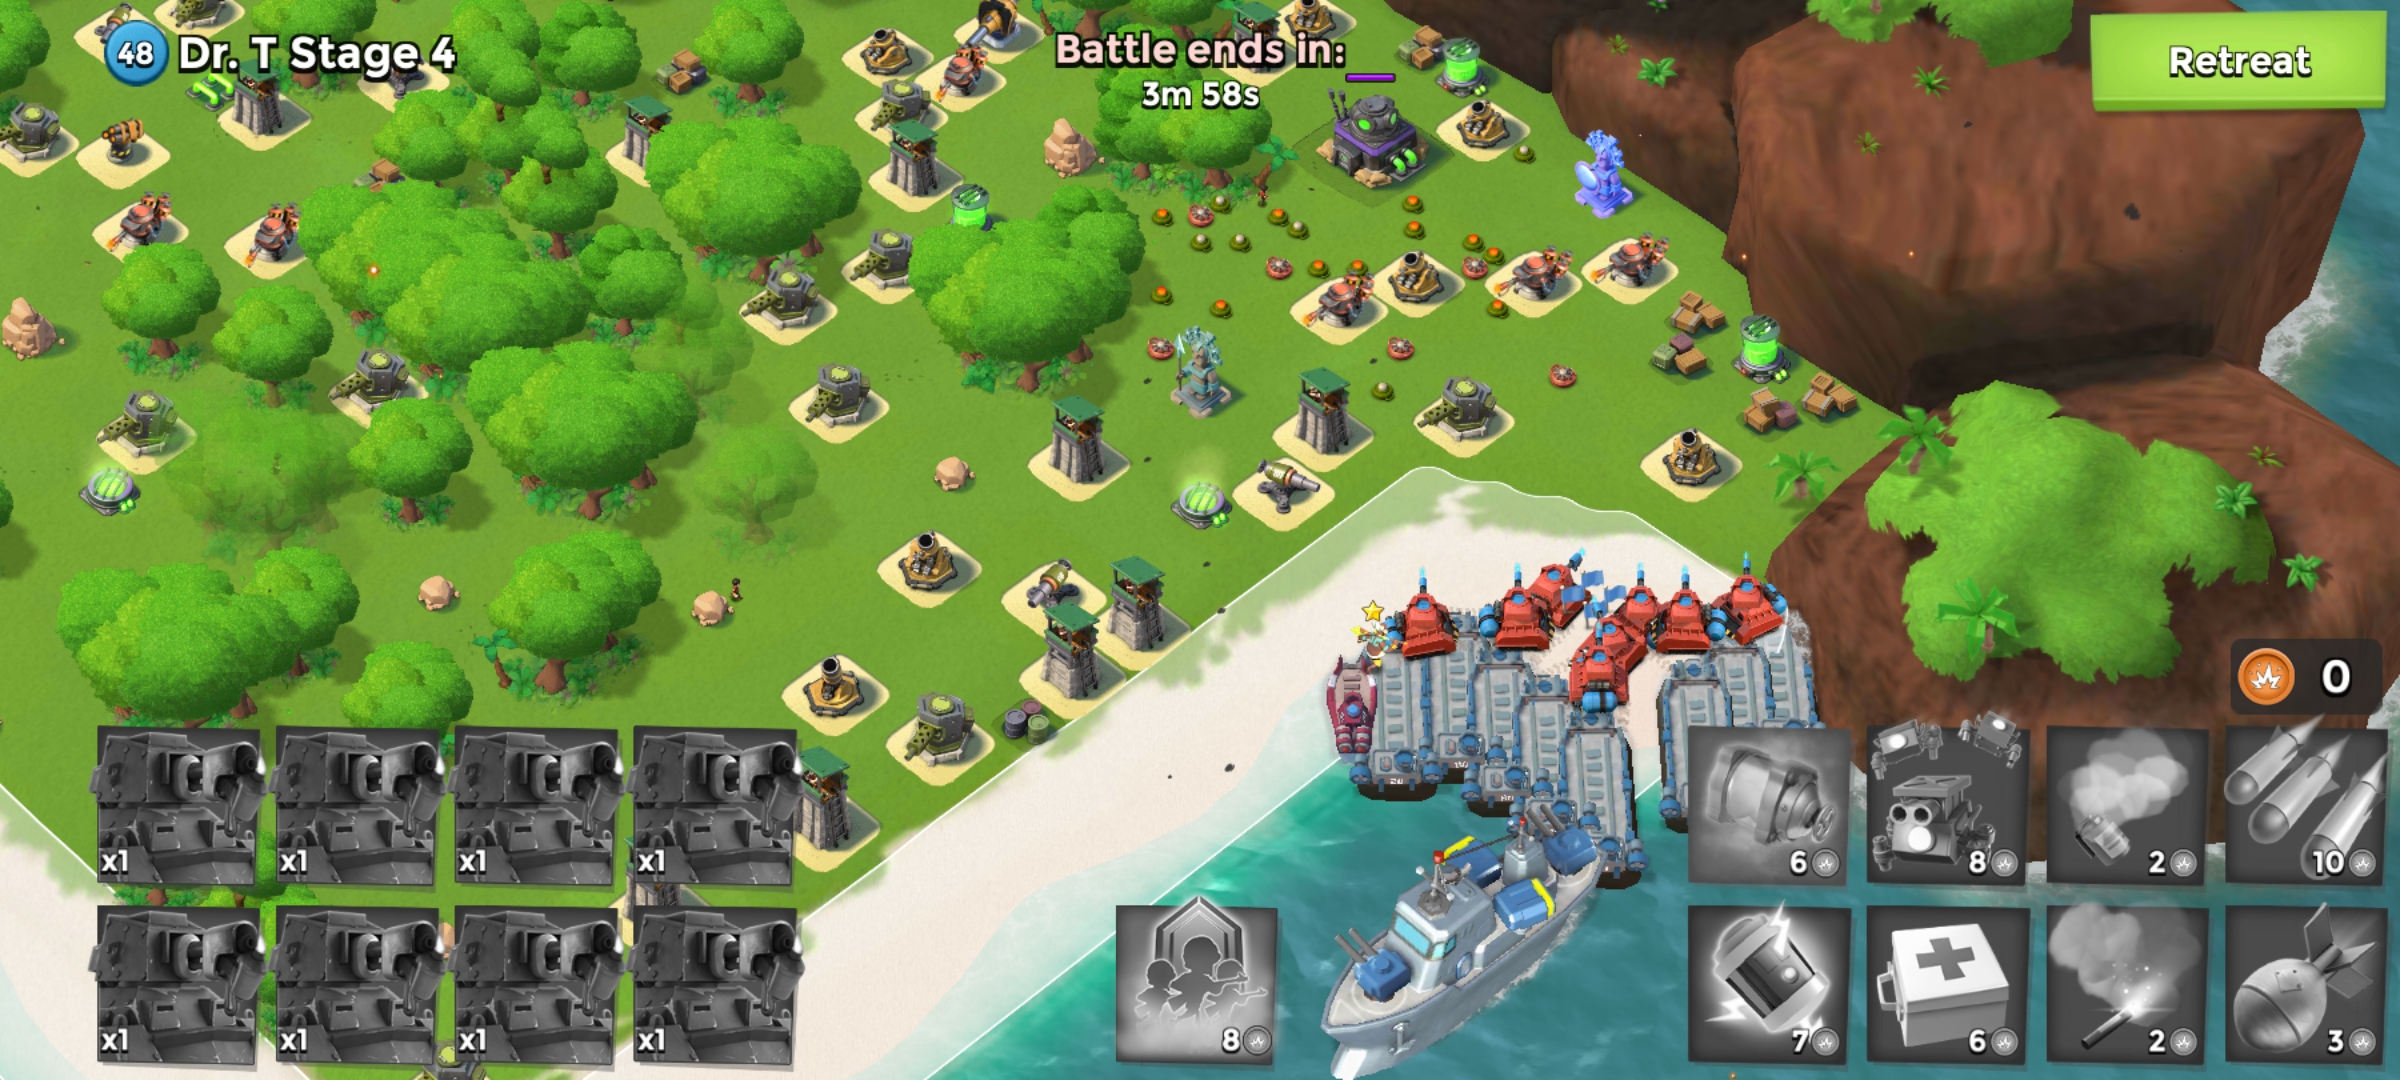 48 Dr. T Stage 4
Battle ends in:
3m 58s
Retreat
0
x1 x1 x1 x1
6 8 2 10
x1 x1 x1 x1
8 7 6 2 3